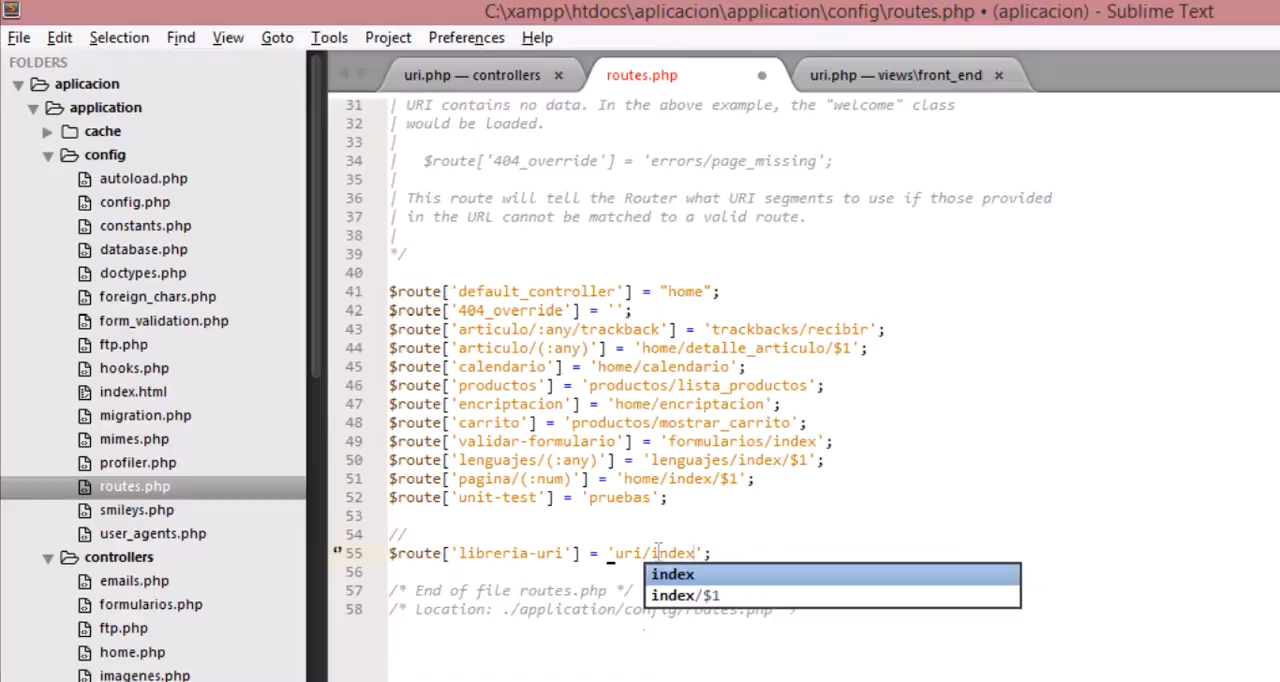 C:\xampp\htdocs\aplicacion\application\config\routes.php • (aplicacion) - Sublime Text
File Edit Selection Find View Goto Tools Project Preferences Help
FOLDERS
aplicacion
application
cache
config
autoload.php
config.php
constants.php
database.php
doctypes.php
foreign_chars.php
form_validation.php
ftp.php
hooks.php
index.html
migration.php
mimes.php
profiler.php
routes.php
smileys.php
user_agents.php
controllers
emails.php
formularios.php
ftp.php
home.php
imagenes.php
uri.php — controllers × routes.php uri.php — views\front_end ×
31 | URI contains no data. In the above example, the "welcome" class
32 | would be loaded.
33 |
34 | $route['404_override'] = 'errors/page_missing';
35 |
36 | This route will tell the Router what URI segments to use if those provided
37 | in the URL cannot be matched to a valid route.
38 |
39 */
40
41 $route['default_controller'] = "home";
42 $route['404_override'] = '';
43 $route['articulo/:any/trackback'] = 'trackbacks/recibir';
44 $route['articulo/(:any)'] = 'home/detalle_articulo/$1';
45 $route['calendario'] = 'home/calendario';
46 $route['productos'] = 'productos/lista_productos';
47 $route['encriptacion'] = 'home/encriptacion';
48 $route['carrito'] = 'productos/mostrar_carrito';
49 $route['validar-formulario'] = 'formularios/index';
50 $route['lenguajes/(:any)'] = 'lenguajes/index/$1';
51 $route['pagina/(:num)'] = 'home/index/$1';
52 $route['unit-test'] = 'pruebas';
53
54 //
55 $route['libreria-uri'] = 'uri/index';
index
index/$1
56
57 /* End of file routes.php */
58 /* Location: ./application/config/routes.php */